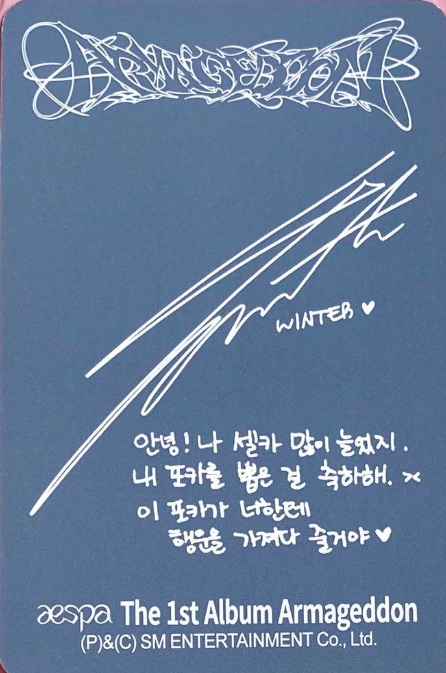 ARMAGEDDON
WINTER ♥
안녕! 나 셀카 많이 늘었지.
내 포카를 뽑은 걸 축하해. ><
이 포카가 너한테
행운을 가져다 줄거야 ♥
aespa The 1st Album Armageddon
(P)&(C) SM ENTERTAINMENT Co., Ltd.